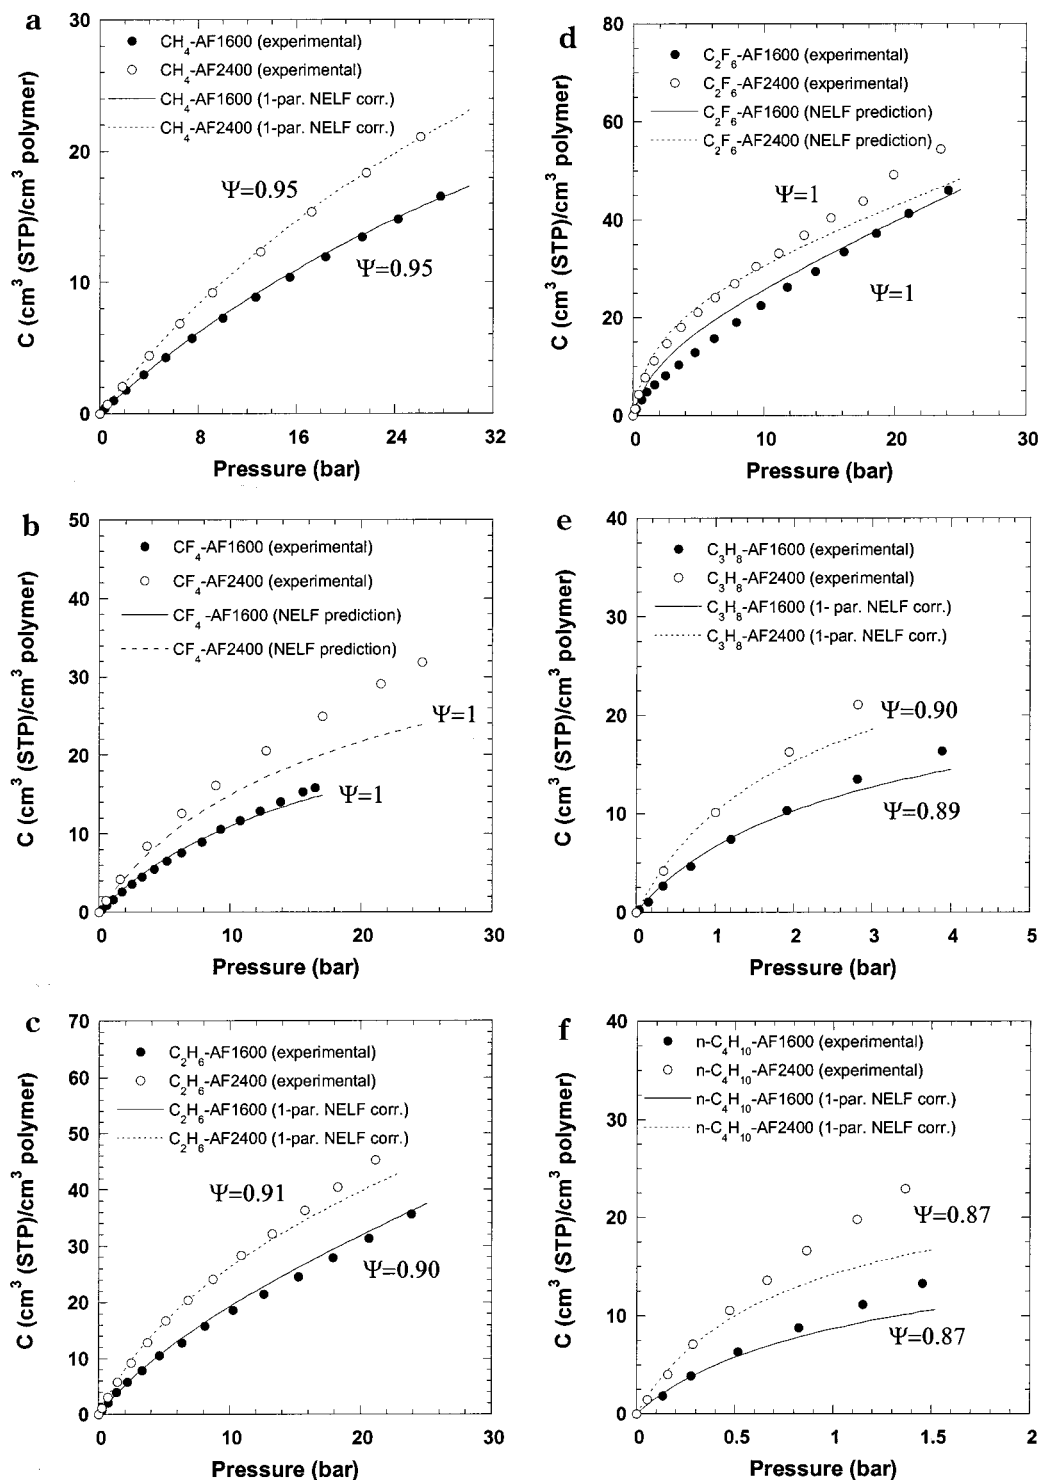 a
30
20
10
0
0 8 16 24 32
C (cm³ (STP)/cm³ polymer)
Pressure (bar)
CH₄-AF1600 (experimental)
CH₄-AF2400 (experimental)
CH₄-AF1600 (1-par. NELF corr.)
CH₄-AF2400 (1-par. NELF corr.)
Ψ=0.95
Ψ=0.95
d
80
60
40
20
0
0 10 20 30
C (cm³ (STP)/cm³ polymer)
Pressure (bar)
C₂F₆-AF1600 (experimental)
C₂F₆-AF2400 (experimental)
C₂F₆-AF1600 (NELF prediction)
C₂F₆-AF2400 (NELF prediction)
Ψ=1
Ψ=1
b
50
40
30
20
10
0
0 10 20 30
C (cm³ (STP)/cm³ polymer)
Pressure (bar)
CF₄-AF1600 (experimental)
CF₄-AF2400 (experimental)
CF₄-AF1600 (NELF prediction)
CF₄-AF2400 (NELF prediction)
Ψ=1
Ψ=1
e
40
30
20
10
0
0 1 2 3 4 5
C (cm³ (STP)/cm³ polymer)
Pressure (bar)
C₃H₈-AF1600 (experimental)
C₃H₈-AF2400 (experimental)
C₃H₈-AF1600 (1- par. NELF corr.)
C₃H₈-AF2400 (1-par. NELF corr.)
Ψ=0.90
Ψ=0.89
c
70
60
50
40
30
20
10
0
0 10 20 30
C (cm³ (STP)/cm³ polymer)
Pressure (bar)
C₂H₆-AF1600 (experimental)
C₂H₆-AF2400 (experimental)
C₂H₆-AF1600 (1-par. NELF corr.)
C₂H₆-AF2400 (1-par. NELF corr.)
Ψ=0.91
Ψ=0.90
f
40
30
20
10
0
0 0.5 1 1.5 2
C (cm³ (STP)/cm³ polymer)
Pressure (bar)
n-C₄H₁₀-AF1600 (experimental)
n-C₄H₁₀-AF2400 (experimental)
n-C₄H₁₀-AF1600 (1-par. NELF corr.)
n-C₄H₁₀-AF2400 (1-par. NELF corr.)
Ψ=0.87
Ψ=0.87